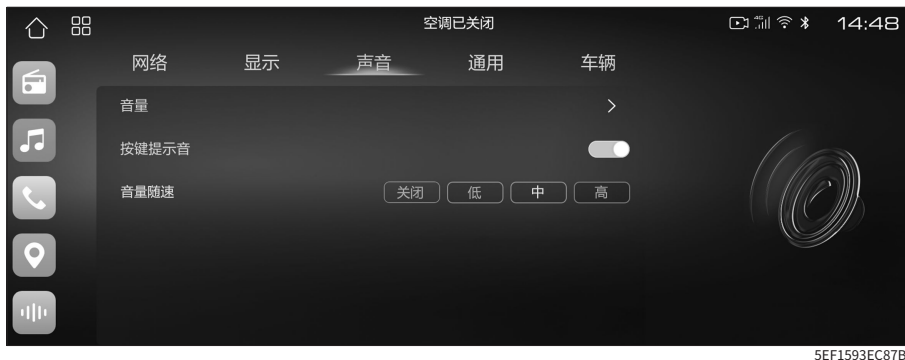 空调已关闭
4G
14:48
网络 显示 声音 通用 车辆
音量
按键提示音
音量随速 关闭 低 中 高
5EF1593EC87B